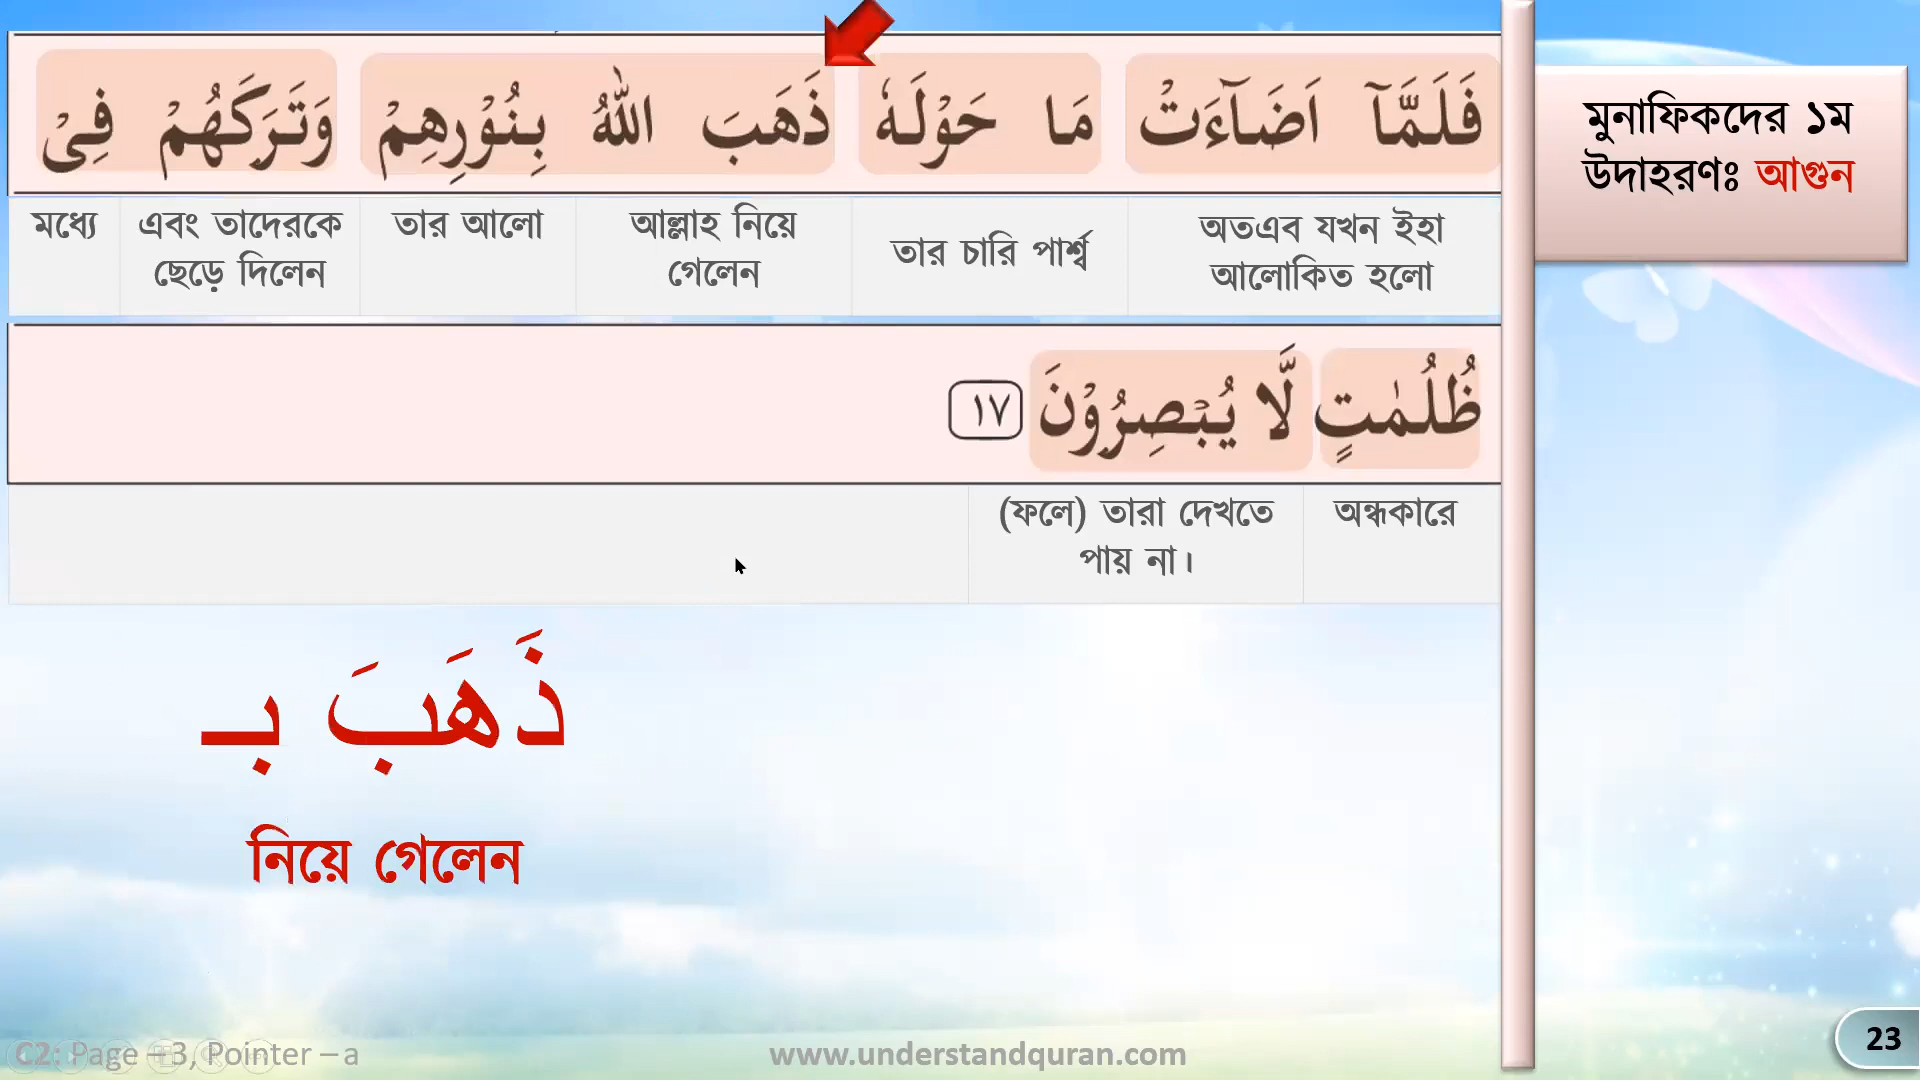 فَلَمَّآ اَضَآءَتْ مَا حَوْلَهٗ ذَهَبَ اللّٰهُ بِنُوْرِهِمْ وَتَرَكَهُمْ فِىْ
অতএব যখন ইহা আলোকিত হলো
তার চারি পার্শ্ব
আল্লাহ নিয়ে গেলেন
তার আলো
এবং তাদেরকে ছেড়ে দিলেন
মধ্যে
ظُلُمٰتٍ لَّا يُبْصِرُوْنَ ١٧
অন্ধকারে
(ফলে) তারা দেখতে পায় না।
ذَهَبَ بـ
নিয়ে গেলেন
মুনাফিকদের ১ম
উদাহরণঃ আগুন
C2: Page – 3, Pointer – a
www.understandquran.com
23